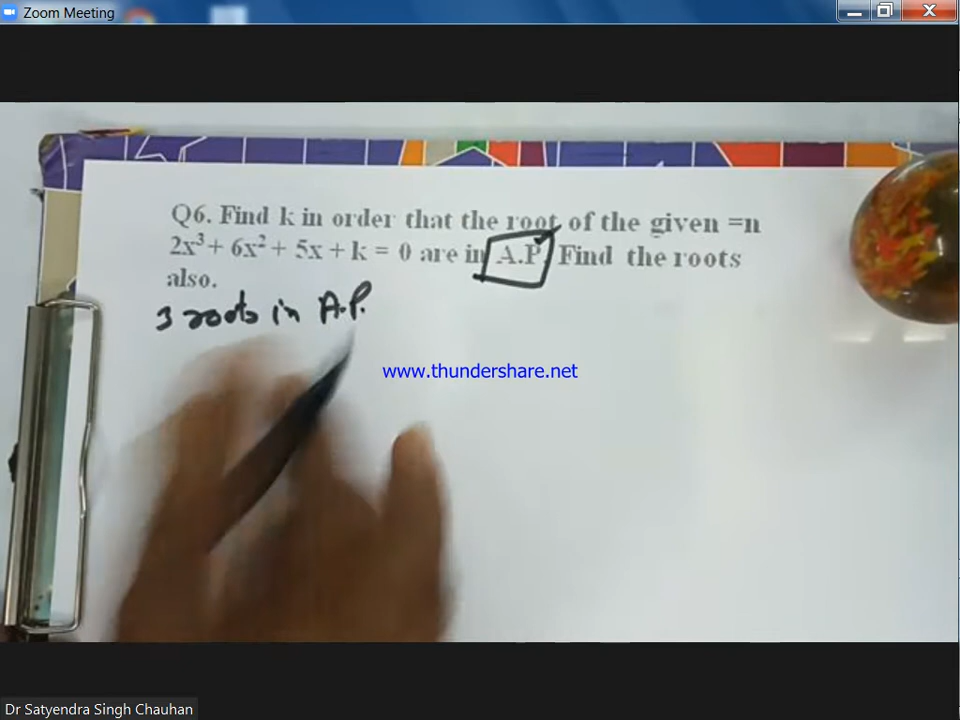 Zoom Meeting
Q6. Find k in order that the root of the given =n
2x³ + 6x² + 5x + k = 0 are in A.P. Find the roots
also.
3 roots in A.P.
www.thundershare.net
Dr Satyendra Singh Chauhan